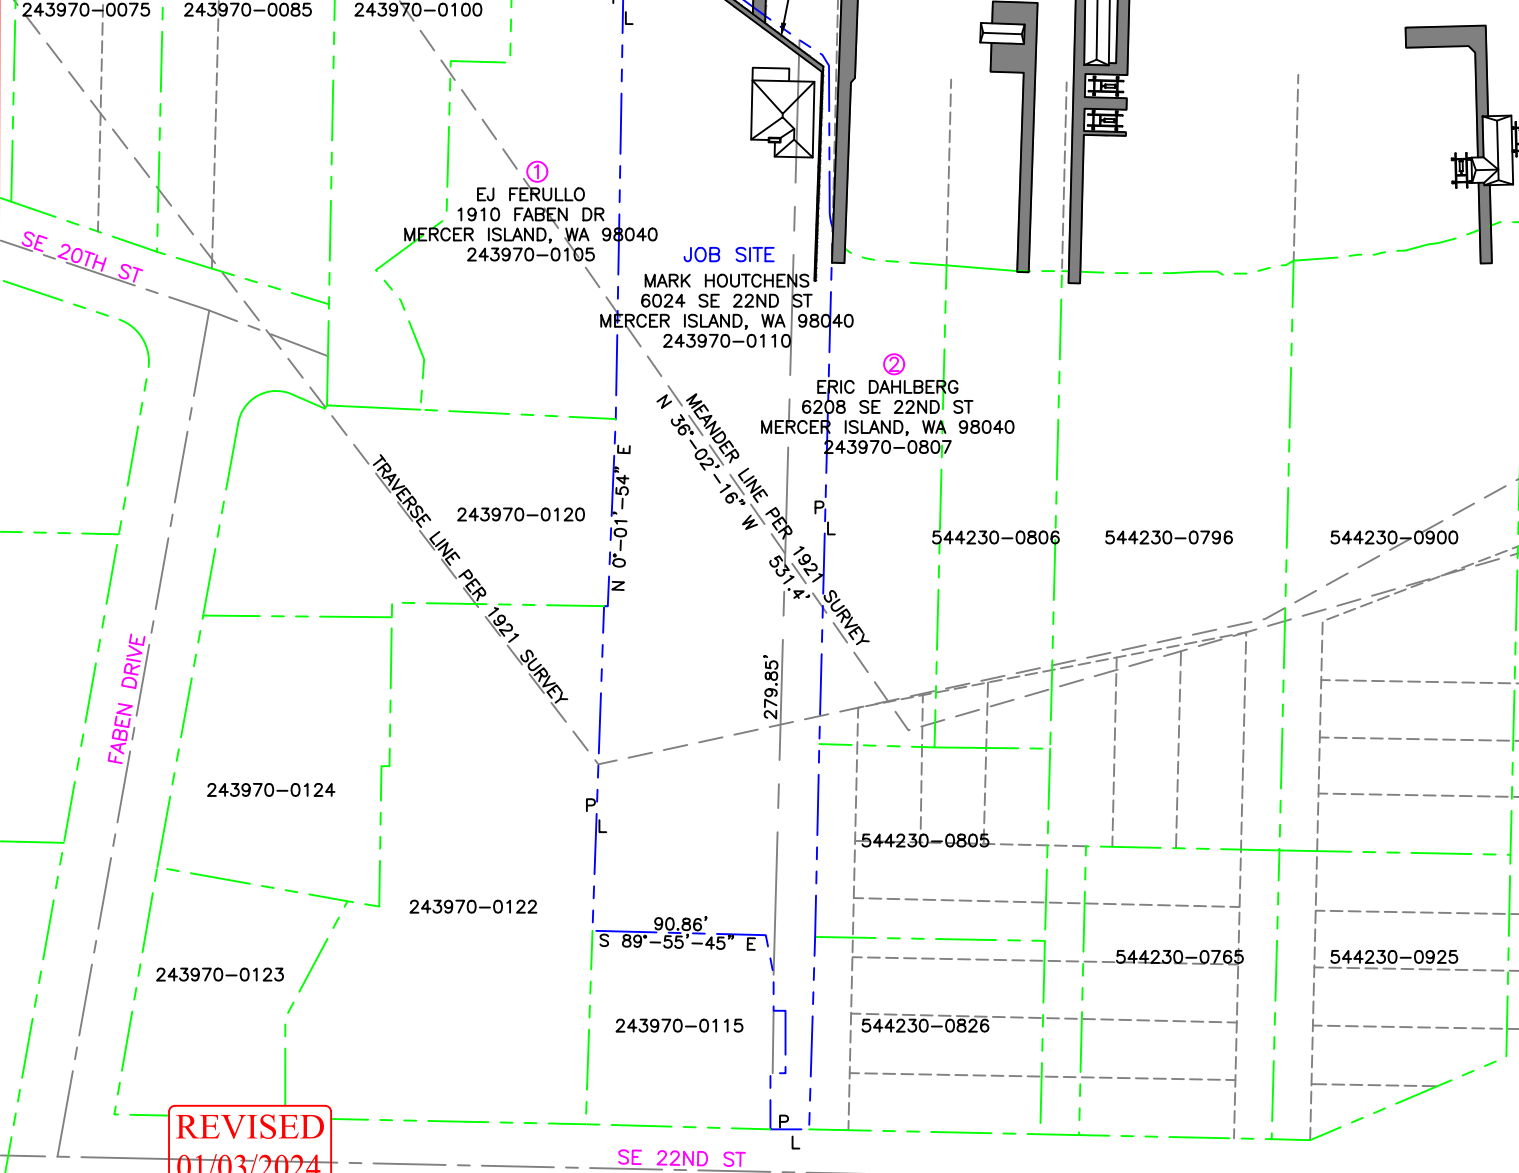 243970-0075
243970-0085
243970-0100
L
1
EJ FERULLO
1910 FABEN DR
MERCER ISLAND, WA 98040
243970-0105
SE 20TH ST
JOB SITE
MARK HOUTCHENS
6024 SE 22ND ST
MERCER ISLAND, WA 98040
243970-0110
2
ERIC DAHLBERG
6208 SE 22ND ST
MERCER ISLAND, WA 98040
243970-0807
MEANDER LINE PER 1921 SURVEY
N 36°-02'-16" W 531.4'
TRAVERSE LINE PER 1921 SURVEY
N 0°-01'-54" E
243970-0120
P
L
544230-0806
544230-0796
544230-0900
FABEN DRIVE
279.85'
243970-0124
P
L
544230-0805
243970-0122
90.86'
S 89°-55'-45" E
243970-0123
544230-0765
544230-0925
243970-0115
544230-0826
REVISED
01/03/2024
P
L
SE 22ND ST